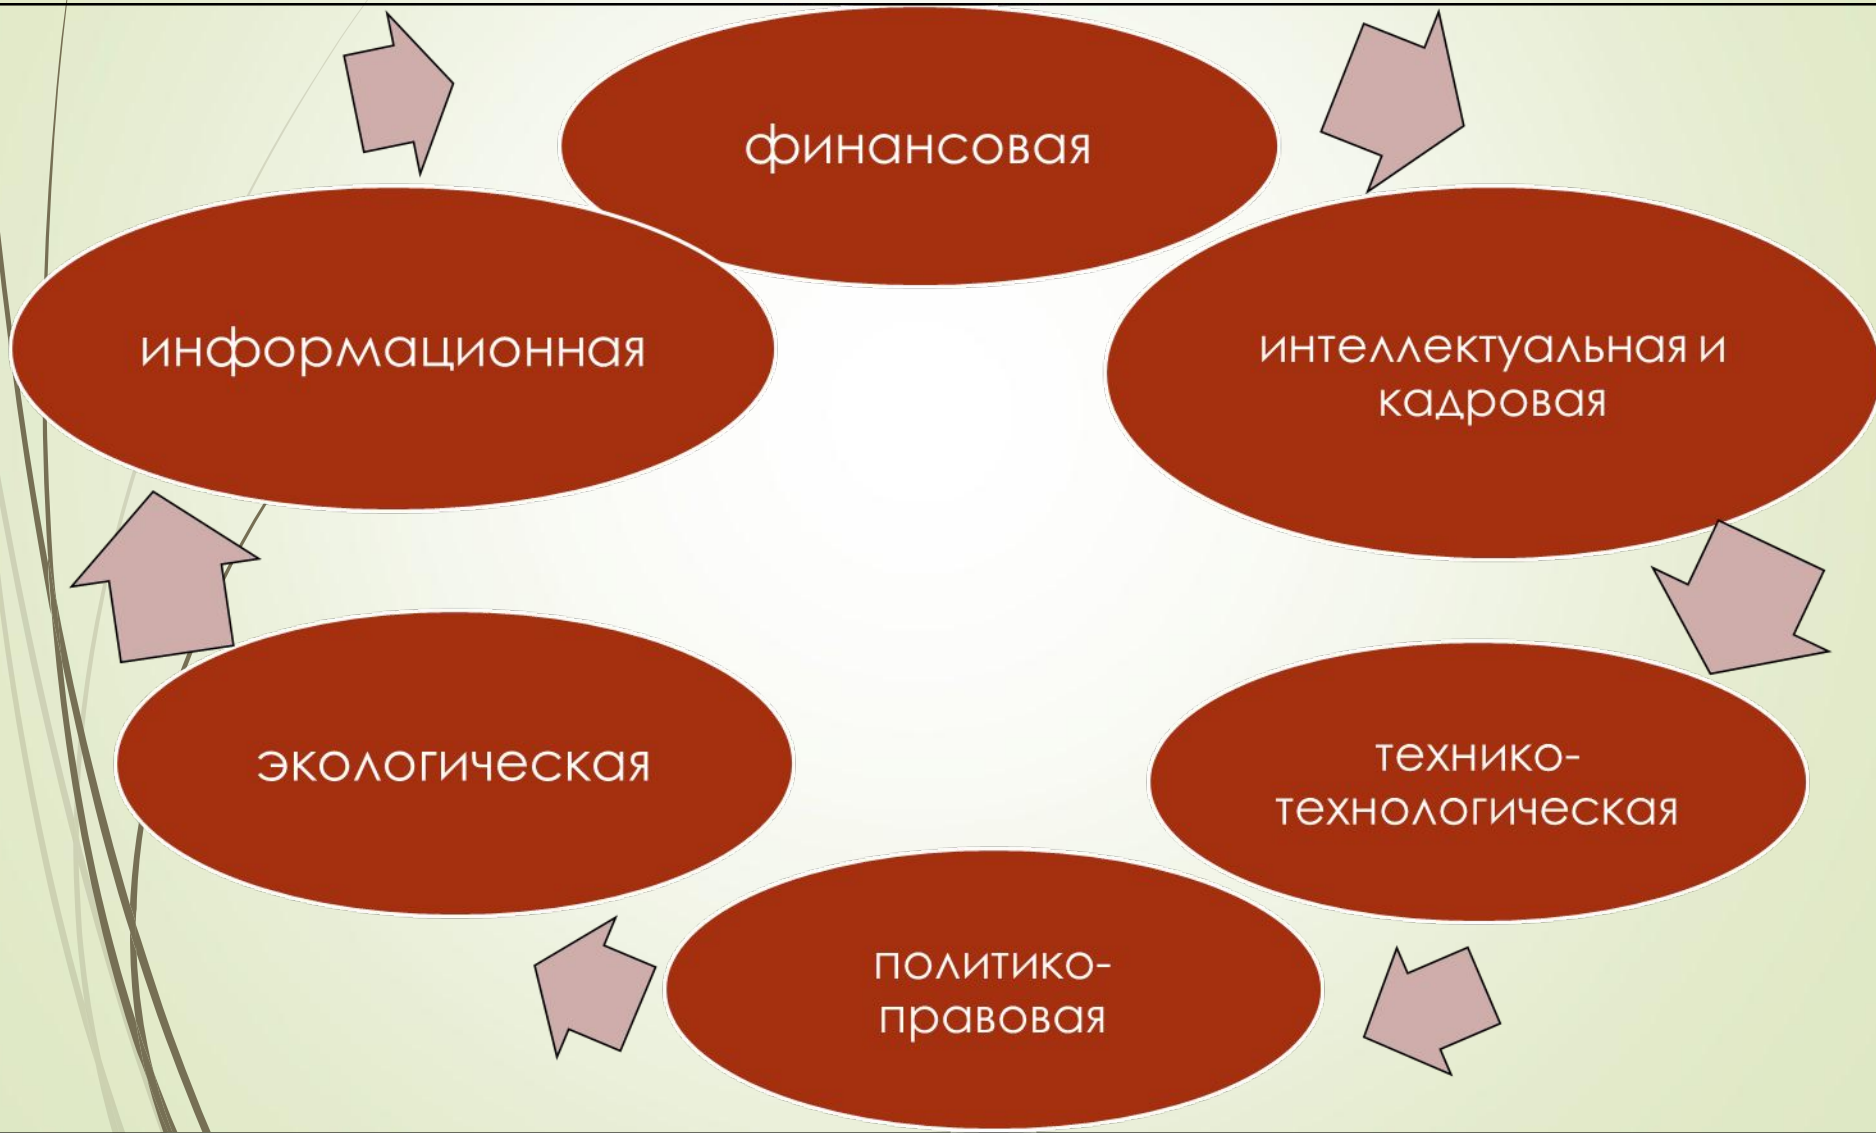 финансовая
интеллектуальная и
кадровая
технико-
технологическая
политико-
правовая
экологическая
информационная